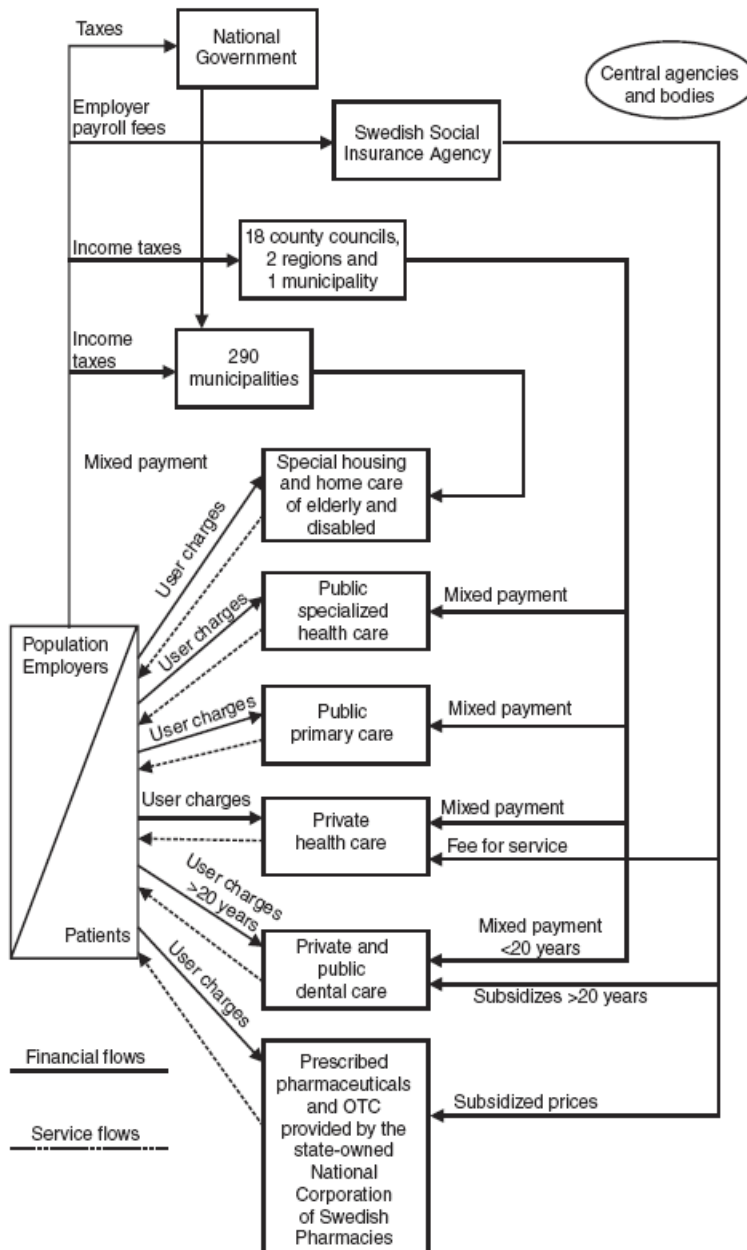 Taxes
National
Government
Central agencies
and bodies
Employer
payroll fees
Swedish Social
Insurance Agency
Income taxes
18 county councils,
2 regions and
1 municipality
Income
taxes
290
municipalities
Mixed payment
Special housing
and home care
of elderly and
disabled
User charges
Public
specialized
health care
User charges
Mixed payment
Population
Employers
Public
primary care
User charges
Mixed payment
User charges
Private
health care
Mixed payment
Fee for service
User charges
>20 years
Patients
Private and
public
dental care
Mixed payment
<20 years
Subsidizes >20 years
User charges
Financial flows
Service flows
Prescribed
pharmaceuticals
and OTC
provided by the
state-owned
National
Corporation
of Swedish
Pharmacies
Subsidized prices